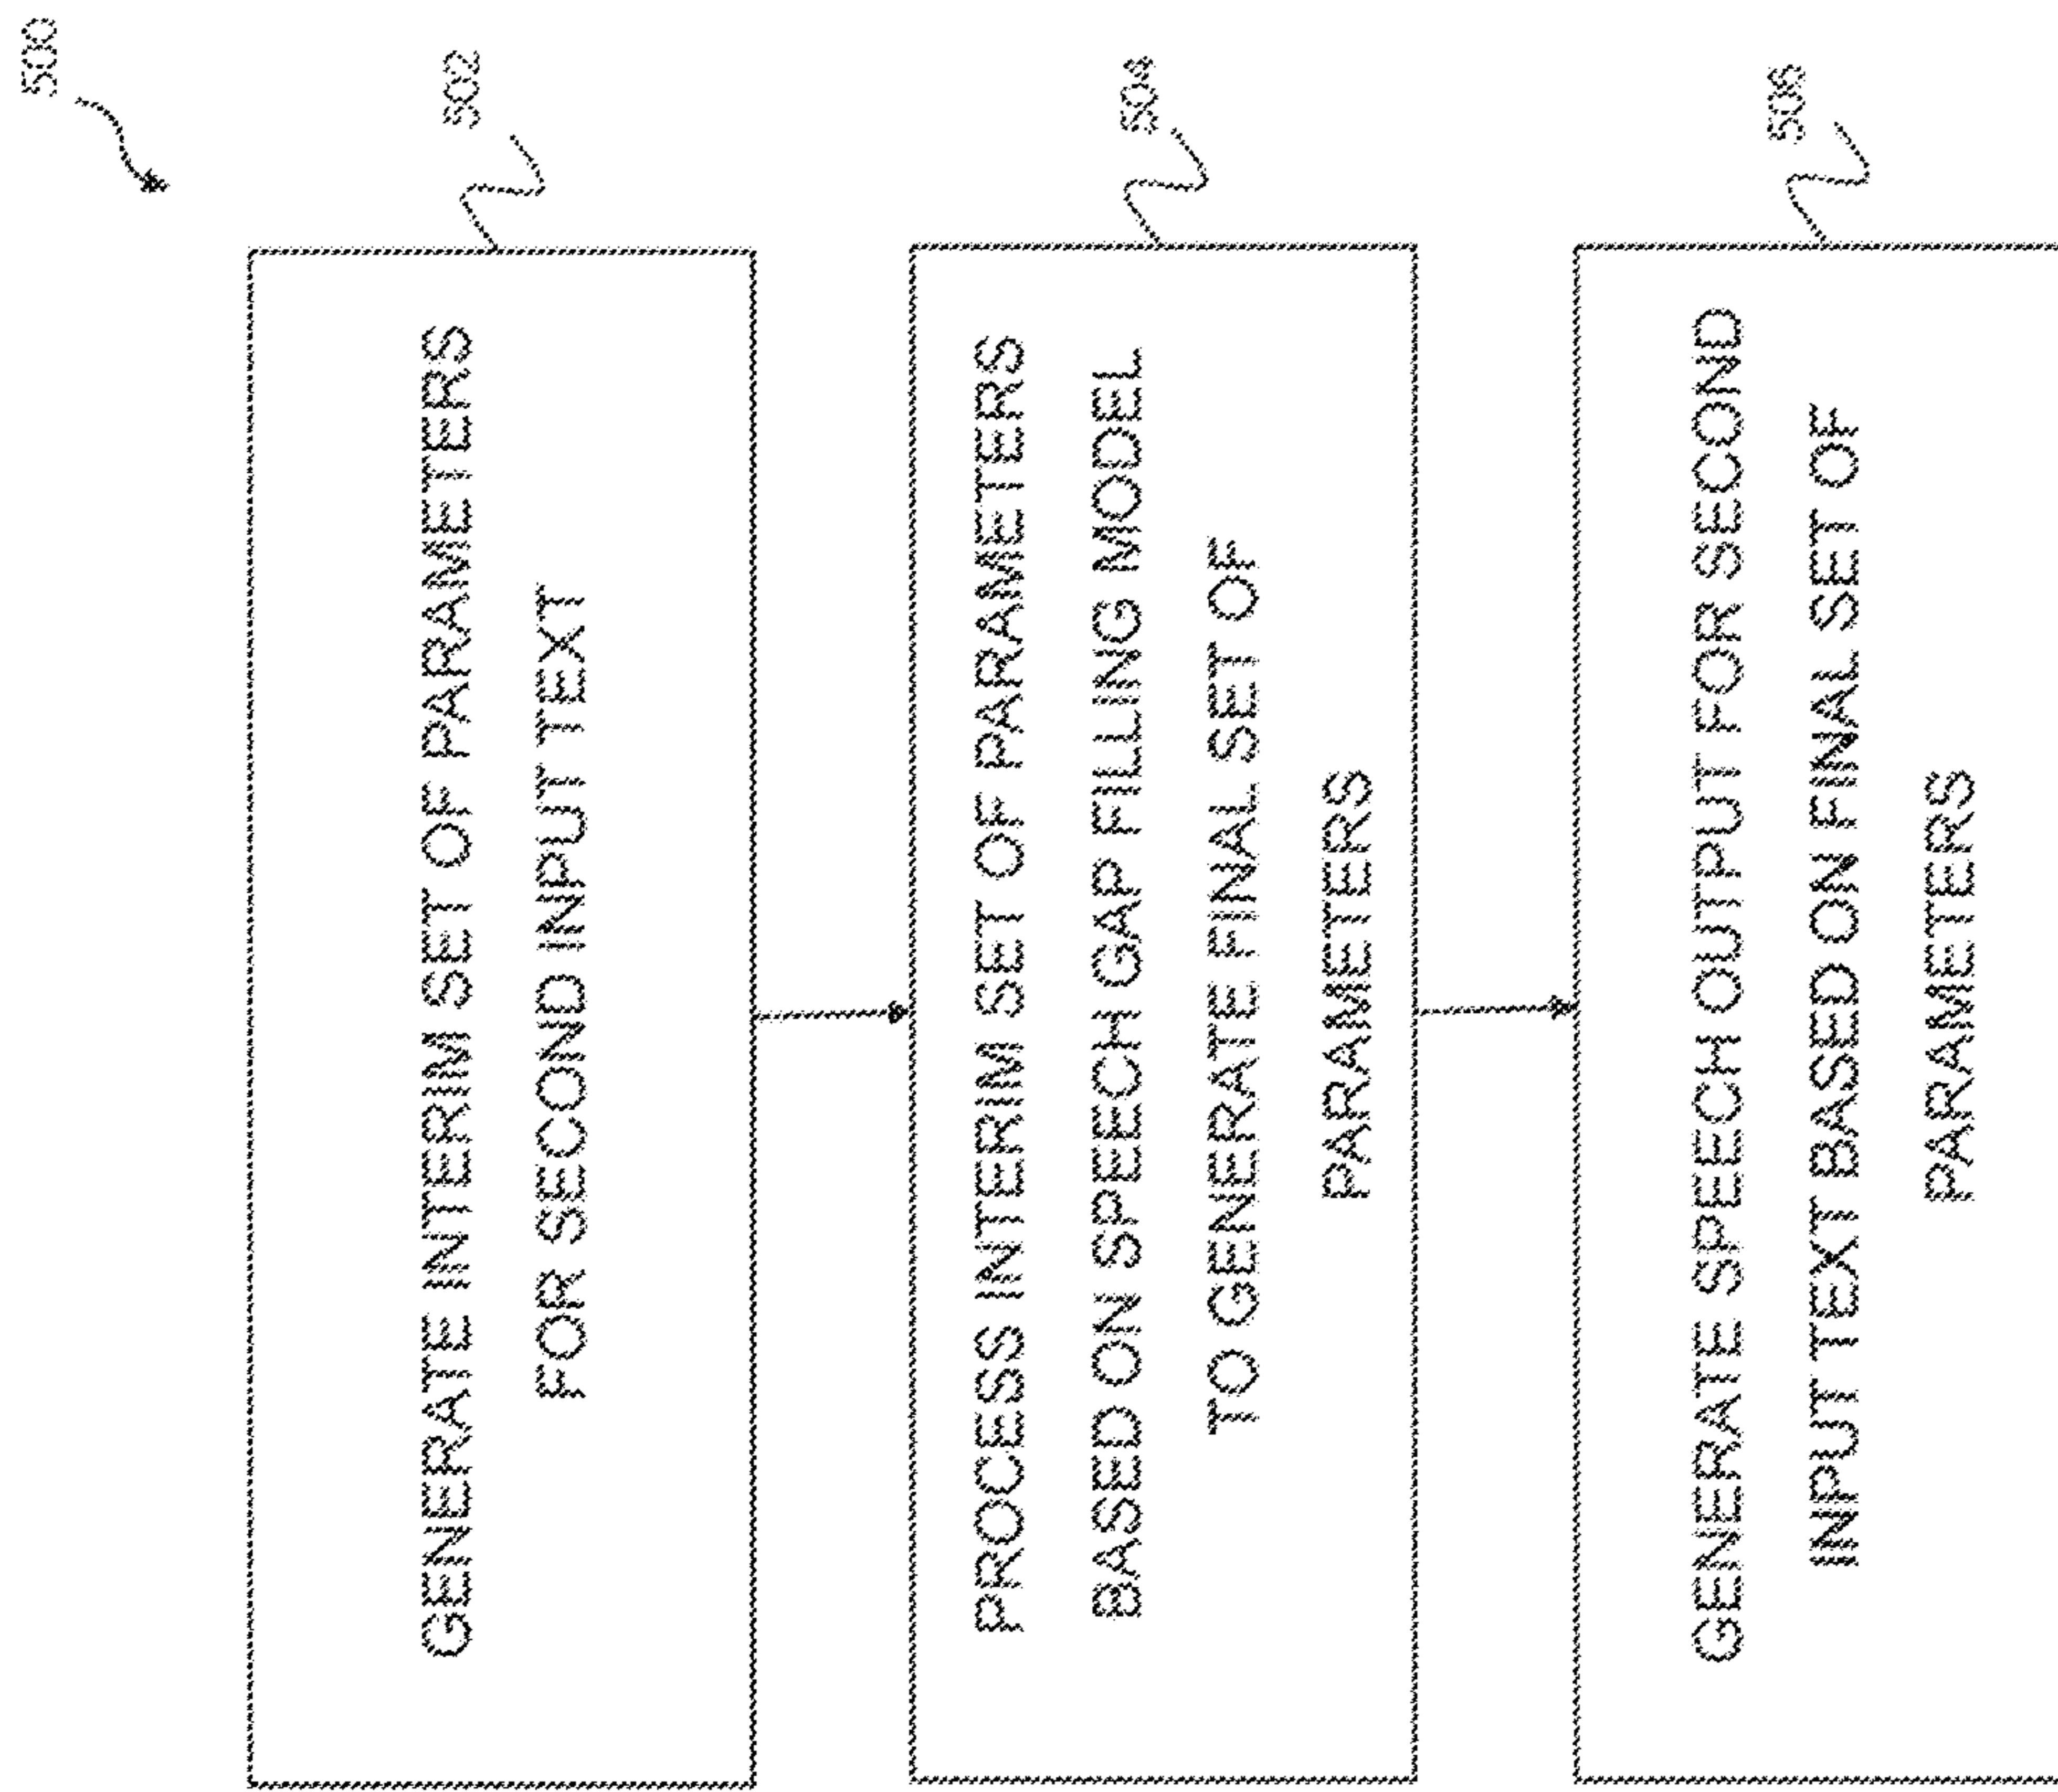 500
502
GENERATE INTERIM SET OF PARAMETERS
FOR SECOND INPUT TEXT
504
PROCESS INTERIM SET OF PARAMETERS
BASED ON SPEECH GAP FILLING MODEL
TO GENERATE FINAL SET OF
PARAMETERS
506
GENERATE SPEECH OUTPUT FOR SECOND
INPUT TEXT BASED ON FINAL SET OF
PARAMETERS